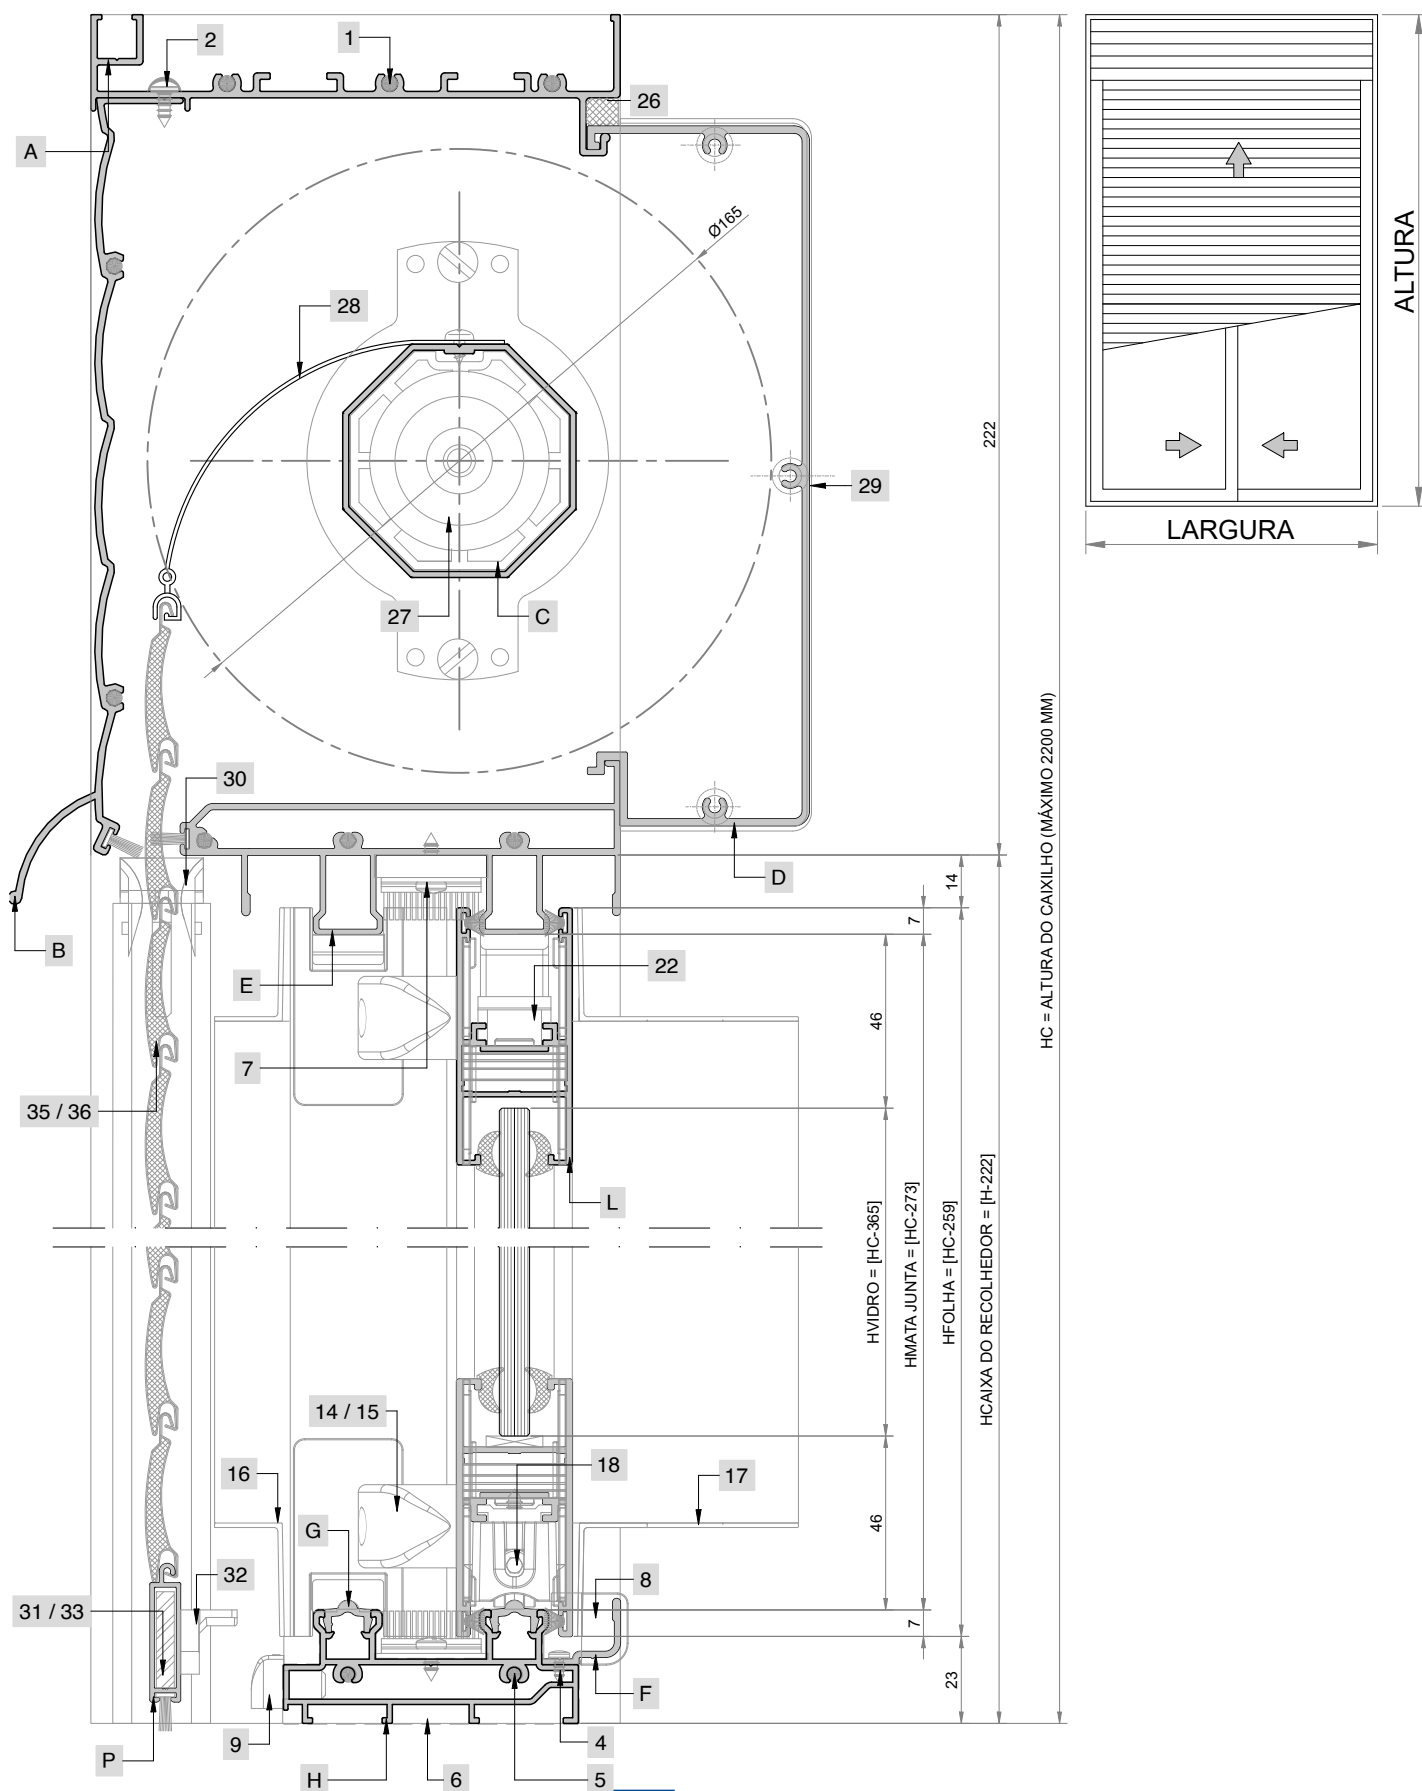 2
1
26
A
Ø165
28
222
29
27
C
30
D
14
B
7
E
22
46
7
35 / 36
L
HC = ALTURA DO CAIXILHO (MÁXIMO 2200 MM)
HVIDRO = [HC-365]
HMATA JUNTA = [HC-273]
HFOLHA = [HC-259]
HCAIXA DO RECOLHEDOR = [H-222]
14 / 15
16
18
17
G
46
32
8
31 / 33
7
F
23
P
9
H
6
5
4
ALTURA
LARGURA